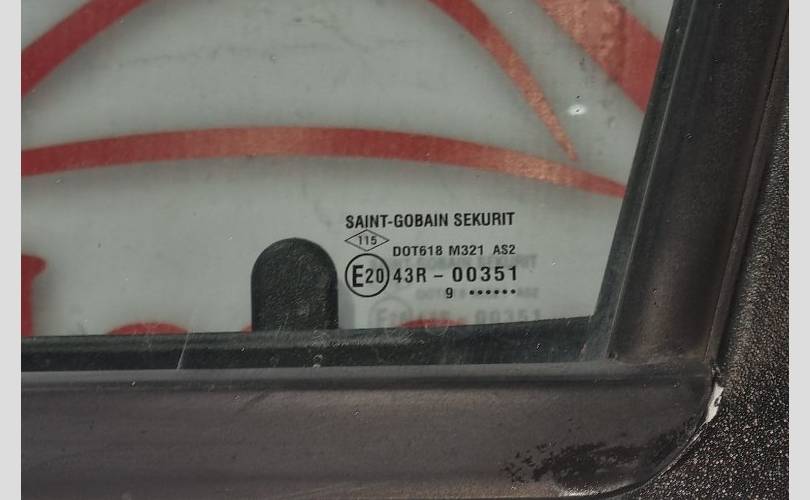 SAINT-GOBAIN SEKURIT
115
DOT618 M321 AS2
E20 43R - 00351
9 ••••••